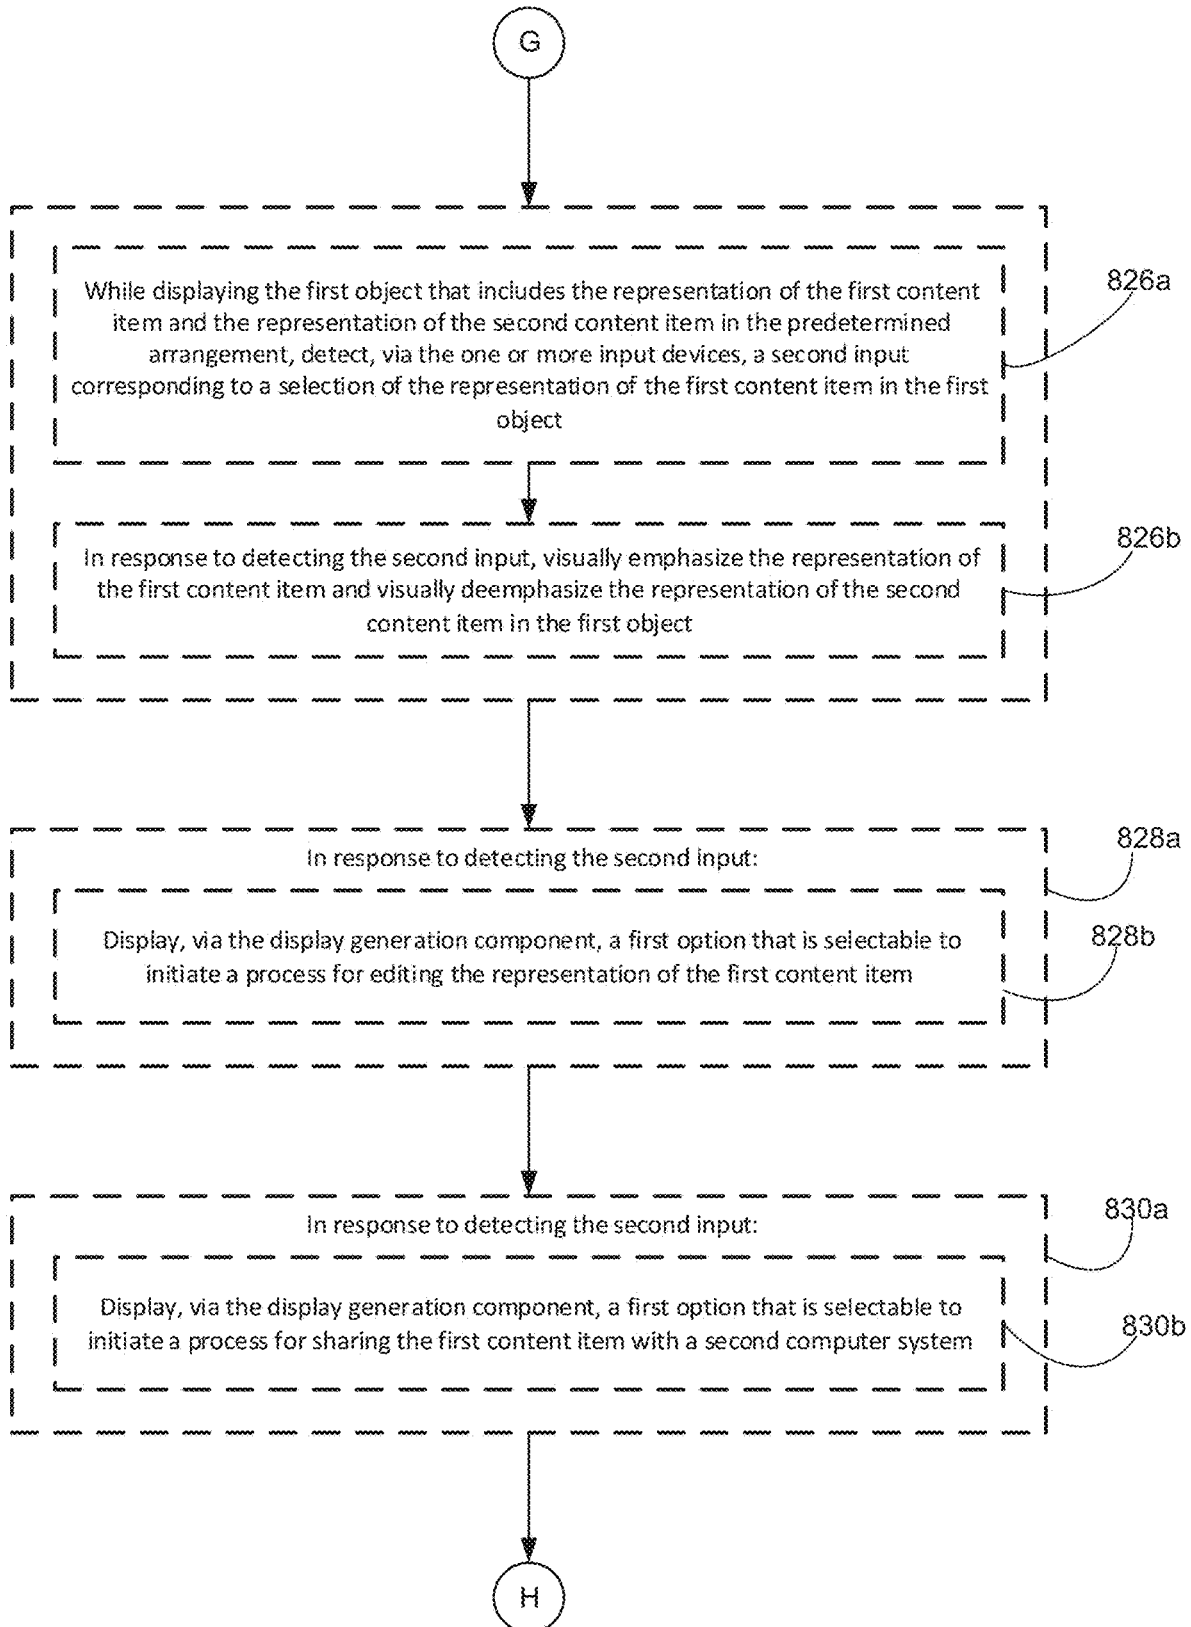 G
While displaying the first object that includes the representation of the first content
item and the representation of the second content item in the predetermined
arrangement, detect, via the one or more input devices, a second input
corresponding to a selection of the representation of the first content item in the first
object
826a
In response to detecting the second input, visually emphasize the representation of
the first content item and visually deemphasize the representation of the second
content item in the first object
826b
In response to detecting the second input:
828a
Display, via the display generation component, a first option that is selectable to
initiate a process for editing the representation of the first content item
828b
In response to detecting the second input:
830a
Display, via the display generation component, a first option that is selectable to
initiate a process for sharing the first content item with a second computer system
830b
H